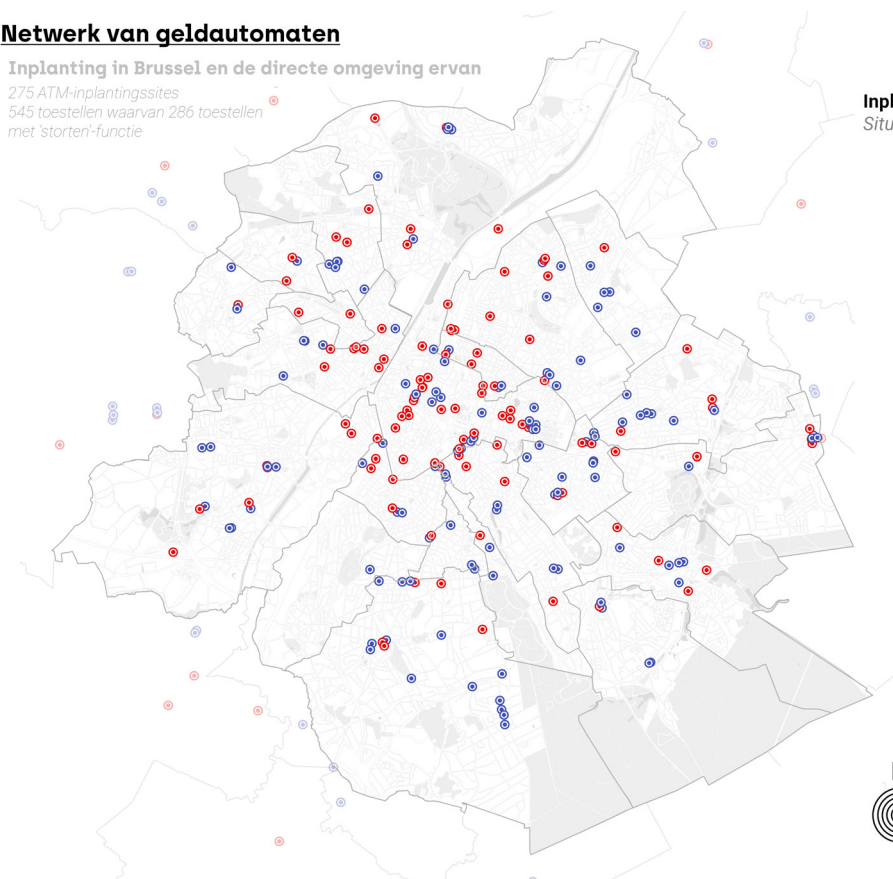 Netwerk van geldautomaten
Inplanting in Brussel en de directe omgeving ervan
275 ATM-inplantingssites
545 toestellen waarvan 286 toestellen
met 'storten'-functie
Inpl
Situ